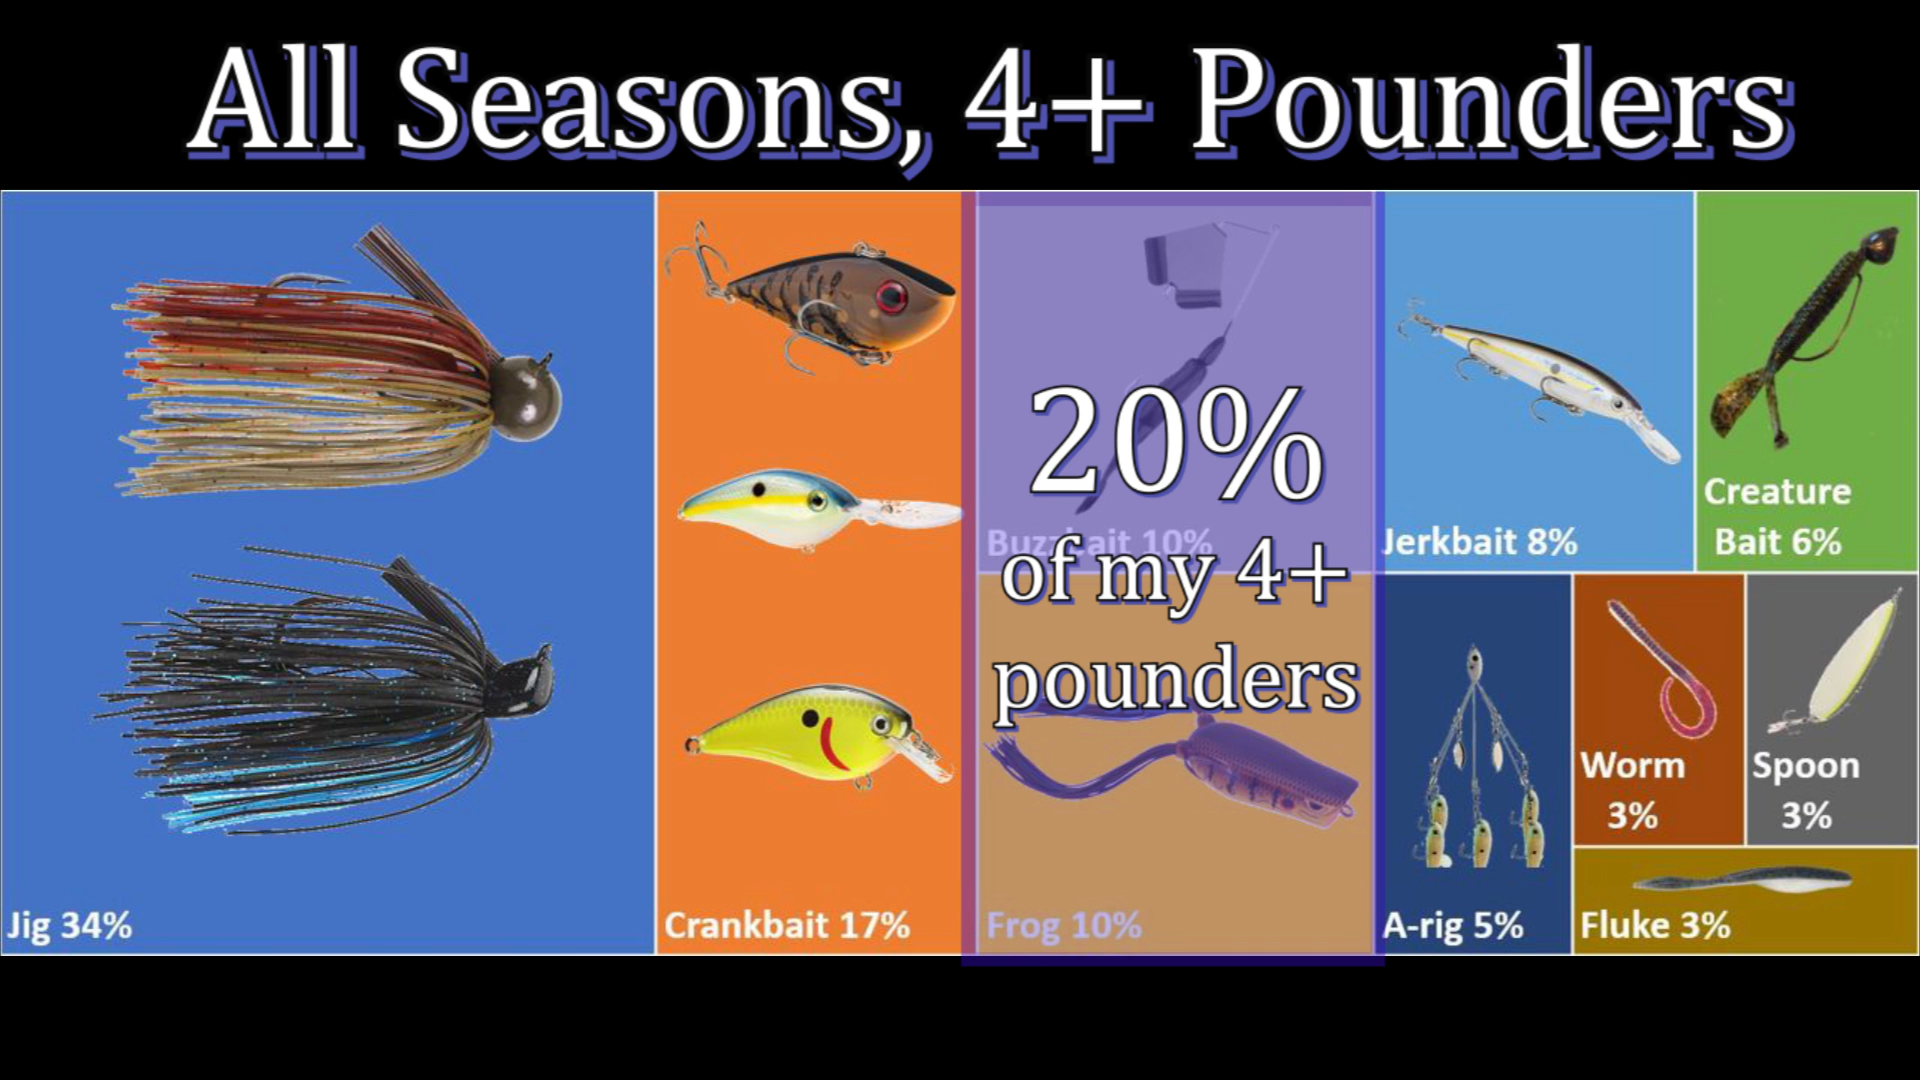 All Seasons, 4+ Pounders
Jig 34%
Crankbait 17%
Buzzbait 10%
20%
of my 4+
pounders
Frog 10%
Jerkbait 8%
Creature
Bait 6%
A-rig 5%
Worm
3%
Spoon
3%
Fluke 3%